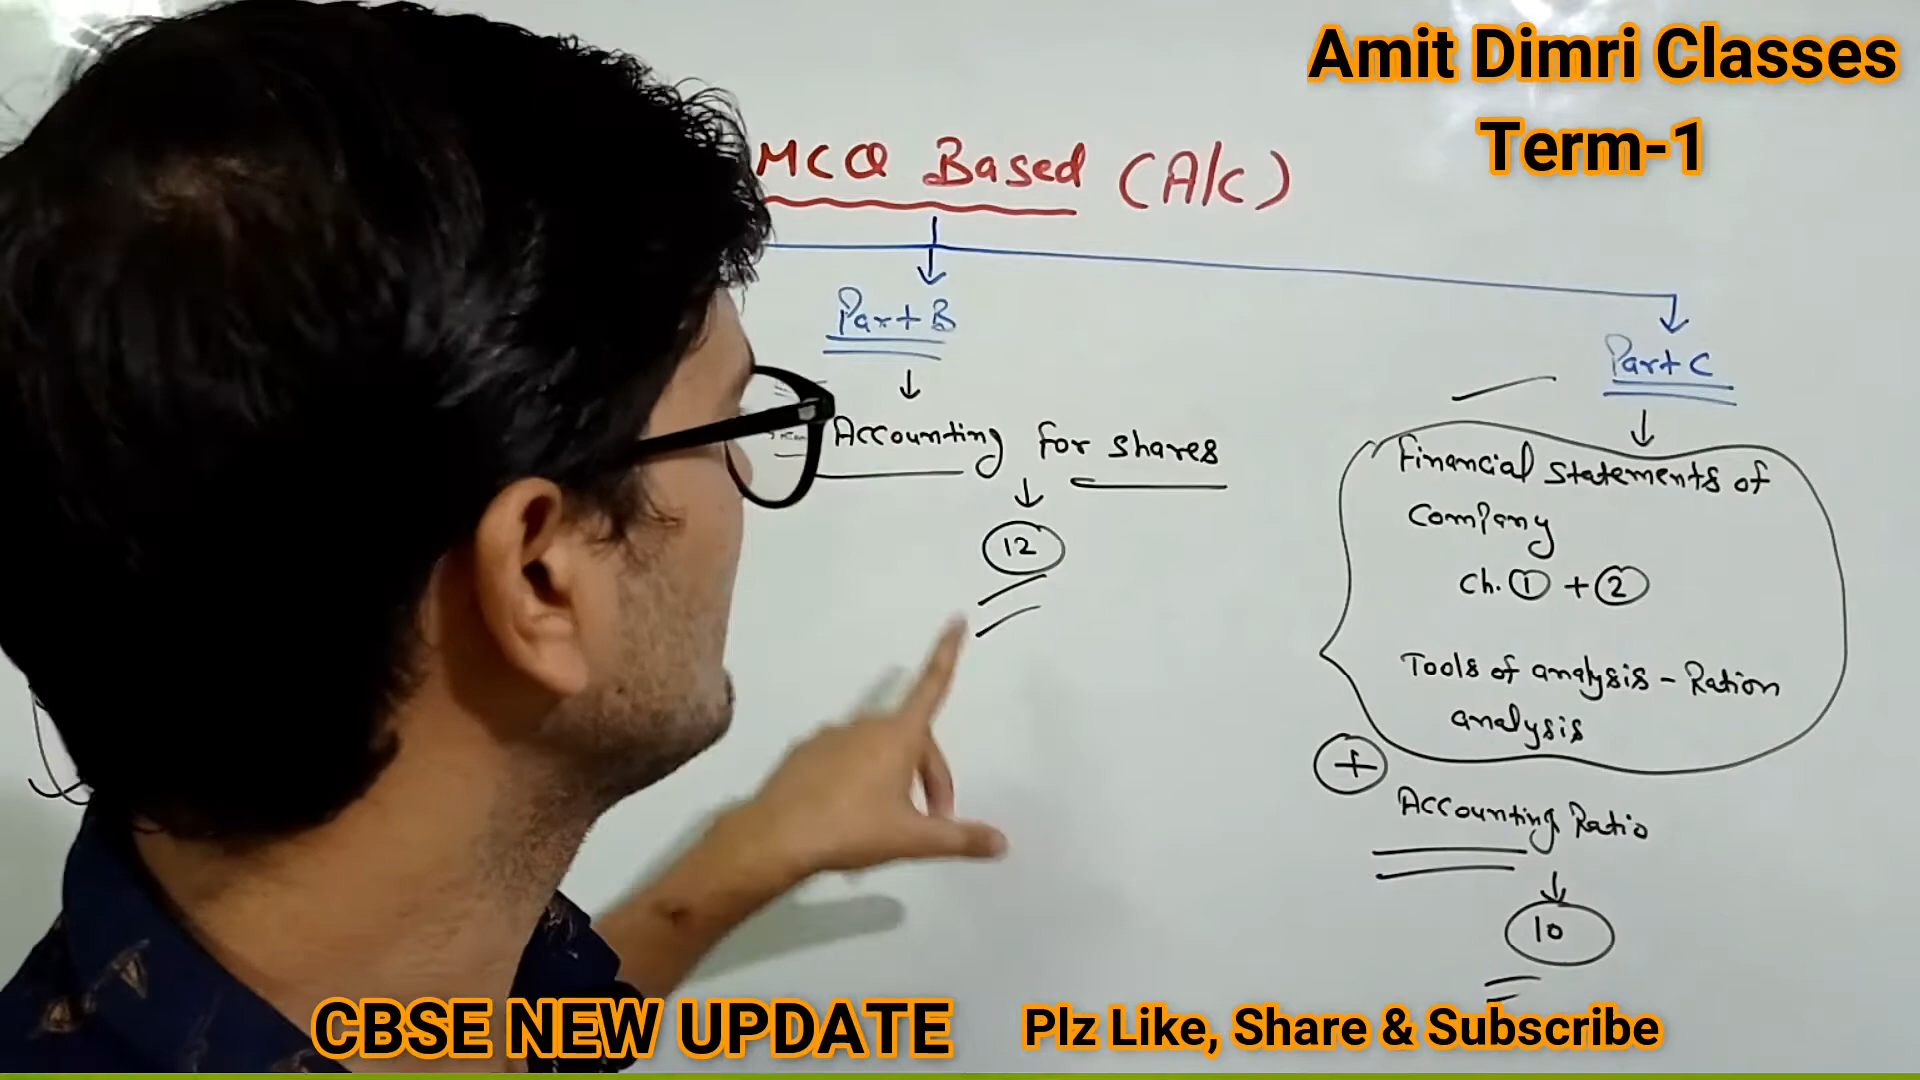 Amit Dimri Classes
Term-1
MCQ Based (A/c)
Part B
Accounting for shares
12
Part C
Financial Statements of
Company
Ch. 1 + 2
Tools of analysis - Ration
analysis
+
Accounting Ratio
10
CBSE NEW UPDATE
Plz Like, Share & Subscribe